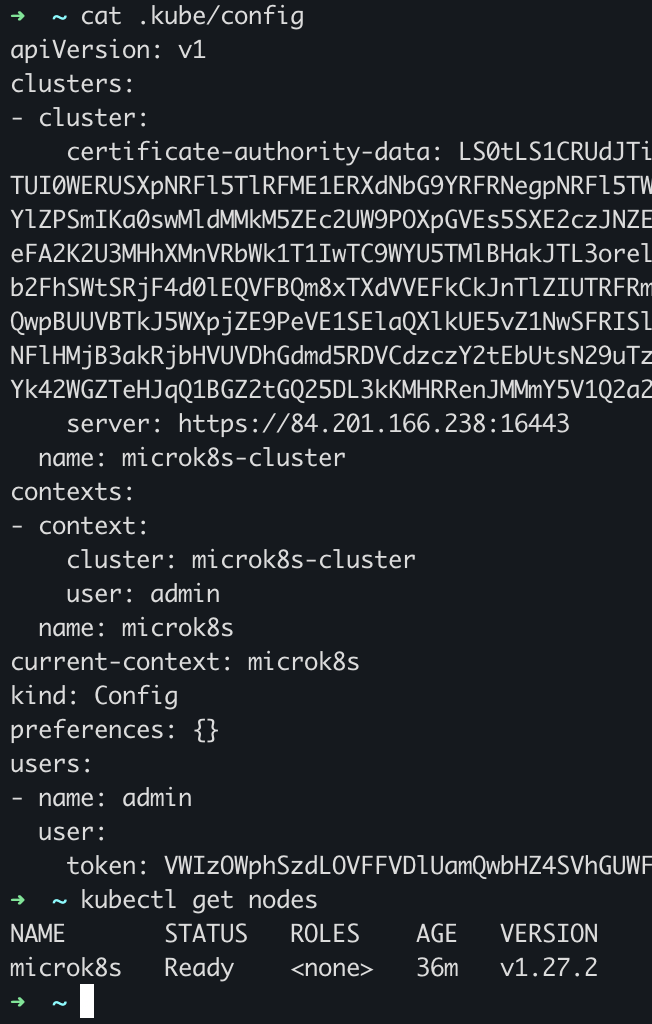 ➜ ~ cat .kube/config
apiVersion: v1
clusters:
- cluster:
    certificate-authority-data: LS0tLS1CRUdJTi
TUI0WERUSXpNRFl5TlRFME1ERXdNbG9YRFRNegpNRFl5TW
YlZPSmIKa0swMldMMkM5ZEc2UW9POXpGVEs5SXE2czJNZE
eFA2K2U3MHhXMnVRbWk1T1IwTC9WYU5TMlBHakJTL3orel
b2FhSWtSRjF4d0lEQVFBQm8xTXdVVEFkCkJnTlZIUTRFRm
QwpBUUVBTkJ5WXpjZE9PeVE1SElaQXlkUE5vZ1NwSFRISl
NFlHMjB3akRjbHVUVDhGdmd5RDVCdzczY2tEbUtsN29uTz
Yk42WGZTeHJqQ1BGZ2tGQ25DL3kKMHRRenJMMmY5V1Q2a2
    server: https://84.201.166.238:16443
  name: microk8s-cluster
contexts:
- context:
    cluster: microk8s-cluster
    user: admin
  name: microk8s
current-context: microk8s
kind: Config
preferences: {}
users:
- name: admin
  user:
    token: VWIzOWphSzdLOVFFVDlUamQwbHZ4SVhGUWF
➜ ~ kubectl get nodes
NAME STATUS ROLES AGE VERSION
microk8s Ready <none> 36m v1.27.2
➜ ~